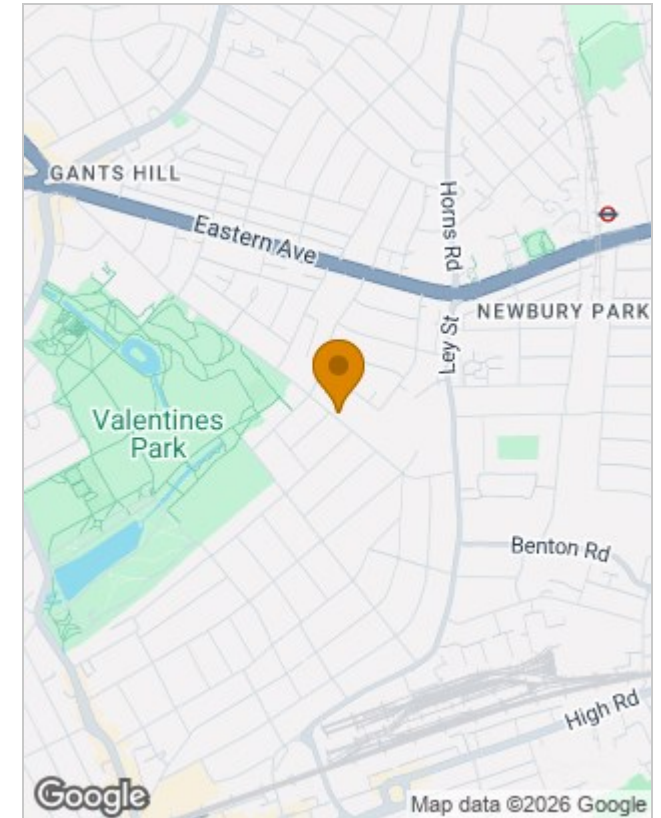 GANTS HILL
Eastern Ave
Horns Rd
NEWBURY PARK
Ley St
Valentines
Park
Benton Rd
High Rd
Google
Map data ©2026 Google